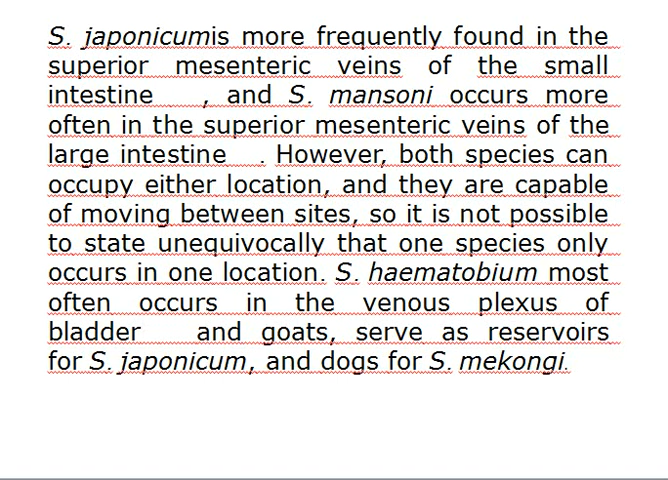 S. japonicumis more frequently found in the
superior mesenteric veins of the small
intestine , and S. mansoni occurs more
often in the superior mesenteric veins of the
large intestine . However, both species can
occupy either location, and they are capable
of moving between sites, so it is not possible
to state unequivocally that one species only
occurs in one location. S. haematobium most
often occurs in the venous plexus of
bladder and goats, serve as reservoirs
for S. japonicum, and dogs for S. mekongi.